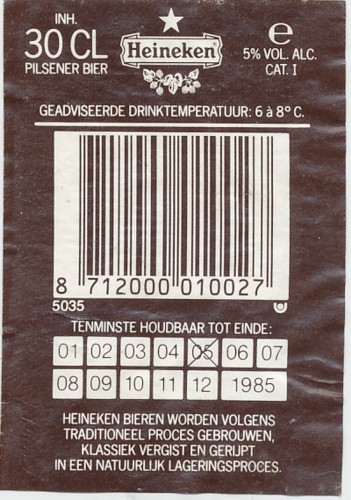 INH.
30 CL
PILSENER BIER
Heineken
e
5% VOL. ALC.
CAT. I
GEADVISEERDE DRINKTEMPERATUUR: 6 à 8° C.
8 712000 010027
5035
TENMINSTE HOUDBAAR TOT EINDE:
01 02 03 04 05 06 07
08 09 10 11 12 1985
HEINEKEN BIEREN WORDEN VOLGENS
TRADITIONEEL PROCES GEBROUWEN,
KLASSIEK VERGIST EN GERIJPT
IN EEN NATUURLIJK LAGERINGSPROCES.